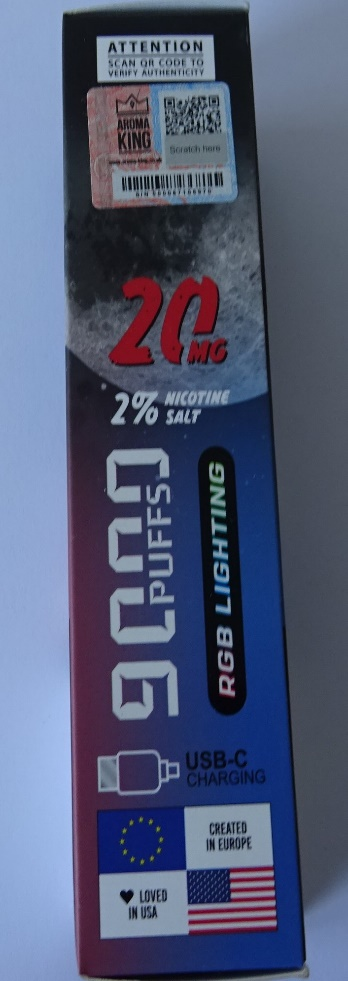 ATTENTION
SCAN QR CODE TO
VERIFY AUTHENTICITY
AROMA
KING
Scratch here
20
MG
2% NICOTINE
SALT
9000
PUFFS
RGB LIGHTING
USB-C
CHARGING
CREATED
IN EUROPE
♥ LOVED
IN USA